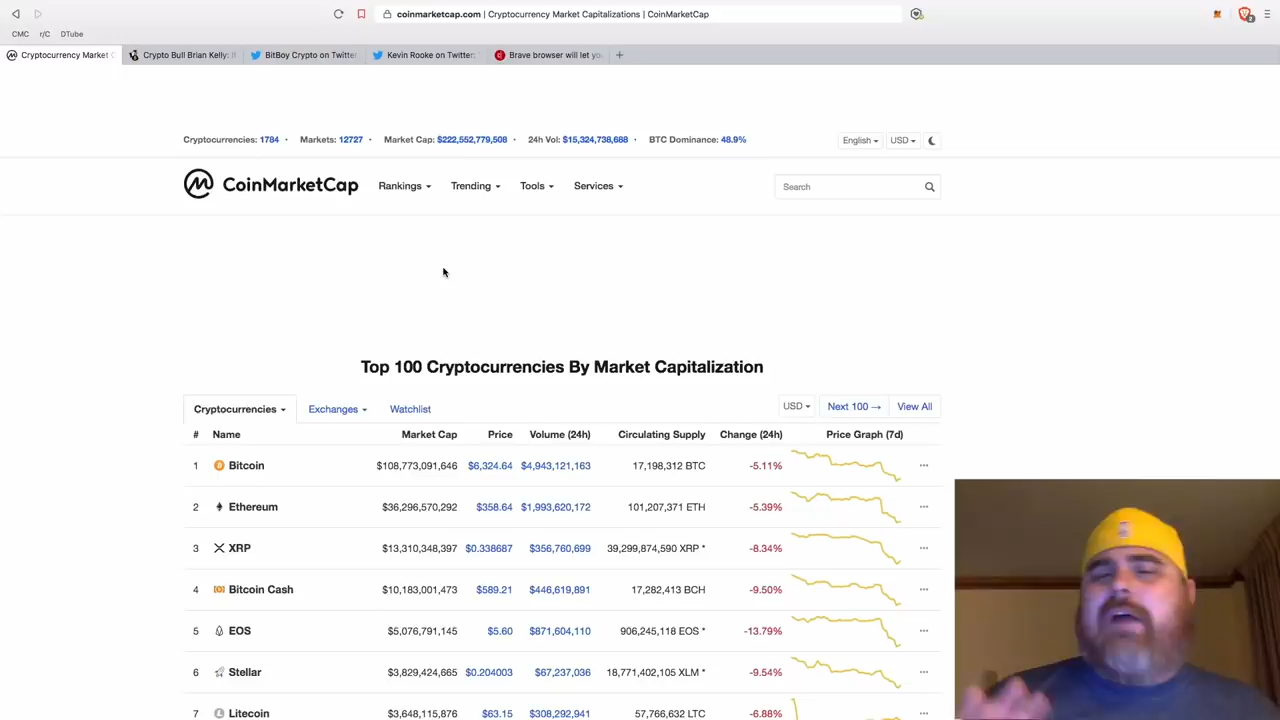 coinmarketcap.com | Cryptocurrency Market Capitalizations | CoinMarketCap
2
CMC r/C DTube
Cryptocurrency Market C Crypto Bull Brian Kelly: It BitBoy Crypto on Twitter Kevin Rooke on Twitter: Brave browser will let yo
Cryptocurrencies: 1784 • Markets: 12727 • Market Cap: $222,552,779,508 • 24h Vol: $15,324,738,688 • BTC Dominance: 48.9% English USD
CoinMarketCap Rankings Trending Tools Services Search
Top 100 Cryptocurrencies By Market Capitalization
Cryptocurrencies Exchanges Watchlist USD Next 100 → View All
# Name Market Cap Price Volume (24h) Circulating Supply Change (24h) Price Graph (7d)
1 Bitcoin $108,773,091,646 $6,324.64 $4,943,121,163 17,198,312 BTC -5.11%
2 Ethereum $36,296,570,292 $358.64 $1,993,620,172 101,207,371 ETH -5.39%
3 XRP $13,310,348,397 $0.338687 $356,760,699 39,299,874,590 XRP * -8.34%
4 Bitcoin Cash $10,183,001,473 $589.21 $446,619,891 17,282,413 BCH -9.50%
5 EOS $5,076,791,145 $5.60 $871,604,110 906,245,118 EOS * -13.79%
6 Stellar $3,829,424,665 $0.204003 $67,237,036 18,771,402,105 XLM * -9.54%
7 Litecoin $3,648,115,876 $63.15 $308,292,941 57,766,632 LTC -6.88%